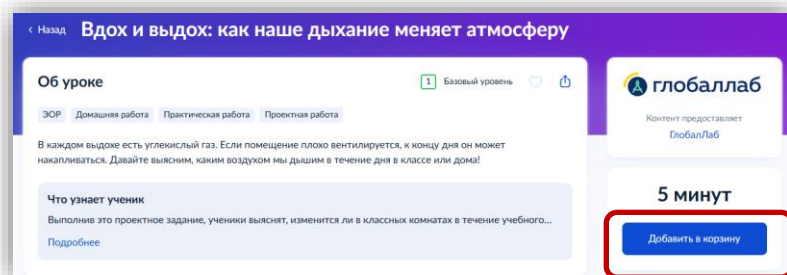 ‹ Назад Вдох и выдох: как наше дыхание меняет атмосферу
Об уроке
1 Базовый уровень
ЭОР Домашняя работа Практическая работа Проектная работа
В каждом выдохе есть углекислый газ. Если помещение плохо вентилируется, к концу дня он может
накапливаться. Давайте выясним, каким воздухом мы дышим в течение дня в классе или дома!
Что узнает ученик
Выполнив это проектное задание, ученики выяснят, изменится ли в классных комнатах в течение учебного...
Подробнее
глобаллаб
Контент предоставляет
ГлобалЛаб
5 минут
Добавить в корзину